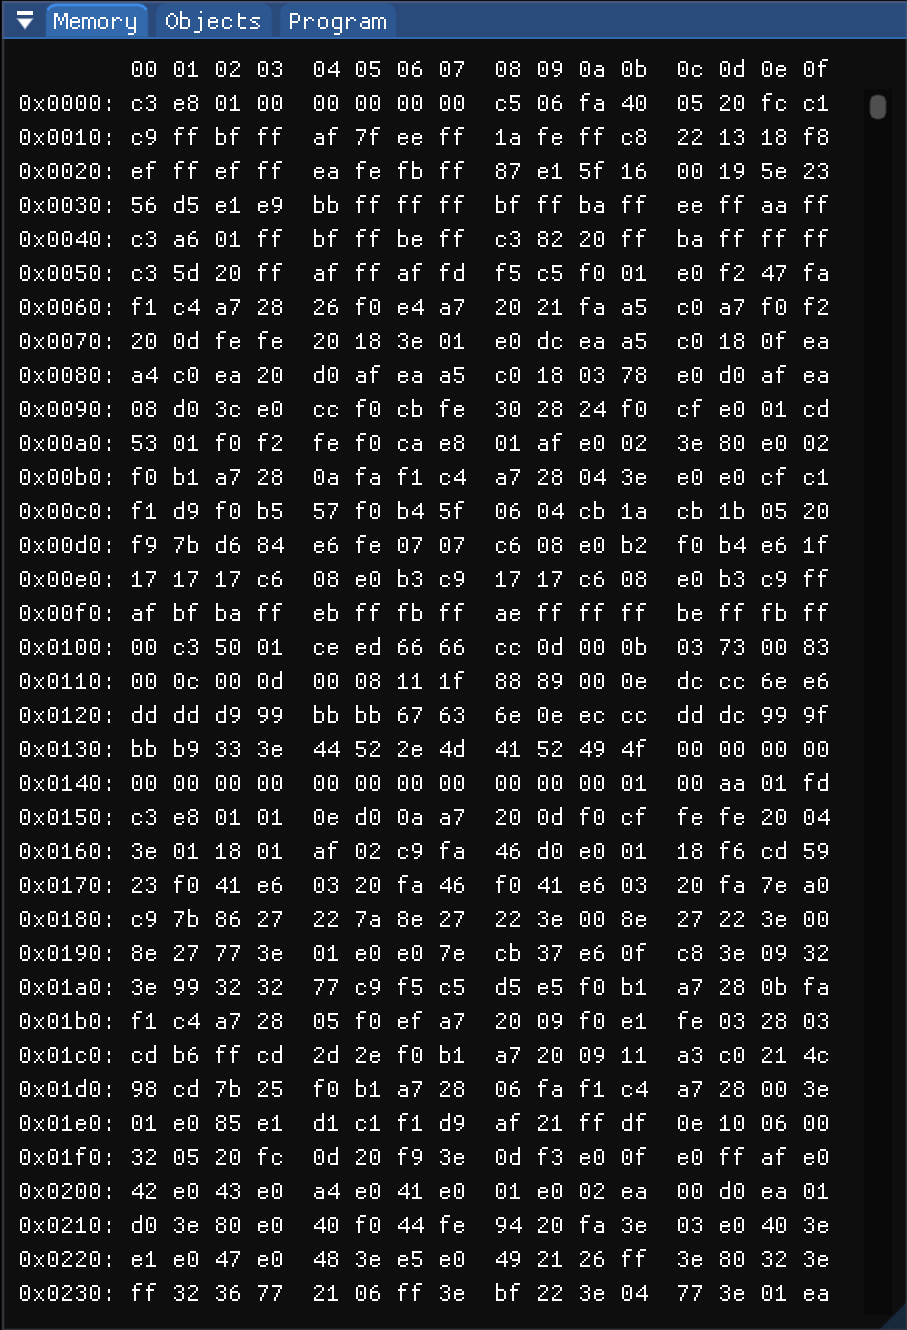 Memory Objects Program
00 01 02 03 04 05 06 07 08 09 0a 0b 0c 0d 0e 0f
0x0000: c3 e8 01 00 00 00 00 00 c5 06 fa 40 05 20 fc c1
0x0010: c9 ff bf ff af 7f ee ff 1a fe ff c8 22 13 18 f8
0x0020: ef ff ef ff ea fe fb ff 87 e1 5f 16 00 19 5e 23
0x0030: 56 d5 e1 e9 bb ff ff ff bf ff ba ff ee ff aa ff
0x0040: c3 a6 01 ff bf ff be ff c3 82 20 ff ba ff ff ff
0x0050: c3 5d 20 ff af ff af fd f5 c5 f0 01 e0 f2 47 fa
0x0060: f1 c4 a7 28 26 f0 e4 a7 20 21 fa a5 c0 a7 f0 f2
0x0070: 20 0d fe fe 20 18 3e 01 e0 dc ea a5 c0 18 0f ea
0x0080: a4 c0 ea 20 d0 af ea a5 c0 18 03 78 e0 d0 af ea
0x0090: 08 d0 3c e0 cc f0 cb fe 30 28 24 f0 cf e0 01 cd
0x00a0: 53 01 f0 f2 fe f0 ca e8 01 af e0 02 3e 80 e0 02
0x00b0: f0 b1 a7 28 0a fa f1 c4 a7 28 04 3e e0 e0 cf c1
0x00c0: f1 d9 f0 b5 57 f0 b4 5f 06 04 cb 1a cb 1b 05 20
0x00d0: f9 7b d6 84 e6 fe 07 07 c6 08 e0 b2 f0 b4 e6 1f
0x00e0: 17 17 17 c6 08 e0 b3 c9 17 17 c6 08 e0 b3 c9 ff
0x00f0: af bf ba ff eb ff fb ff ae ff ff ff be ff fb ff
0x0100: 00 c3 50 01 ce ed 66 66 cc 0d 00 0b 03 73 00 83
0x0110: 00 0c 00 0d 00 08 11 1f 88 89 00 0e dc cc 6e e6
0x0120: dd dd d9 99 bb bb 67 63 6e 0e ec cc dd dc 99 9f
0x0130: bb b9 33 3e 44 52 2e 4d 41 52 49 4f 00 00 00 00
0x0140: 00 00 00 00 00 00 00 00 00 00 00 01 00 aa 01 fd
0x0150: c3 e8 01 01 0e d0 0a a7 20 0d f0 cf fe fe 20 04
0x0160: 3e 01 18 01 af 02 c9 fa 46 d0 e0 01 18 f6 cd 59
0x0170: 23 f0 41 e6 03 20 fa 46 f0 41 e6 03 20 fa 7e a0
0x0180: c9 7b 86 27 22 7a 8e 27 22 3e 00 8e 27 22 3e 00
0x0190: 8e 27 77 3e 01 e0 e0 7e cb 37 e6 0f c8 3e 09 32
0x01a0: 3e 99 32 32 77 c9 f5 c5 d5 e5 f0 b1 a7 28 0b fa
0x01b0: f1 c4 a7 28 05 f0 ef a7 20 09 f0 e1 fe 03 28 03
0x01c0: cd b6 ff cd 2d 2e f0 b1 a7 20 09 11 a3 c0 21 4c
0x01d0: 98 cd 7b 25 f0 b1 a7 28 06 fa f1 c4 a7 28 00 3e
0x01e0: 01 e0 85 e1 d1 c1 f1 d9 af 21 ff df 0e 10 06 00
0x01f0: 32 05 20 fc 0d 20 f9 3e 0d f3 e0 0f e0 ff af e0
0x0200: 42 e0 43 e0 a4 e0 41 e0 01 e0 02 ea 00 d0 ea 01
0x0210: d0 3e 80 e0 40 f0 44 fe 94 20 fa 3e 03 e0 40 3e
0x0220: e1 e0 47 e0 48 3e e5 e0 49 21 26 ff 3e 80 32 3e
0x0230: ff 32 36 77 21 06 ff 3e bf 22 3e 04 77 3e 01 ea